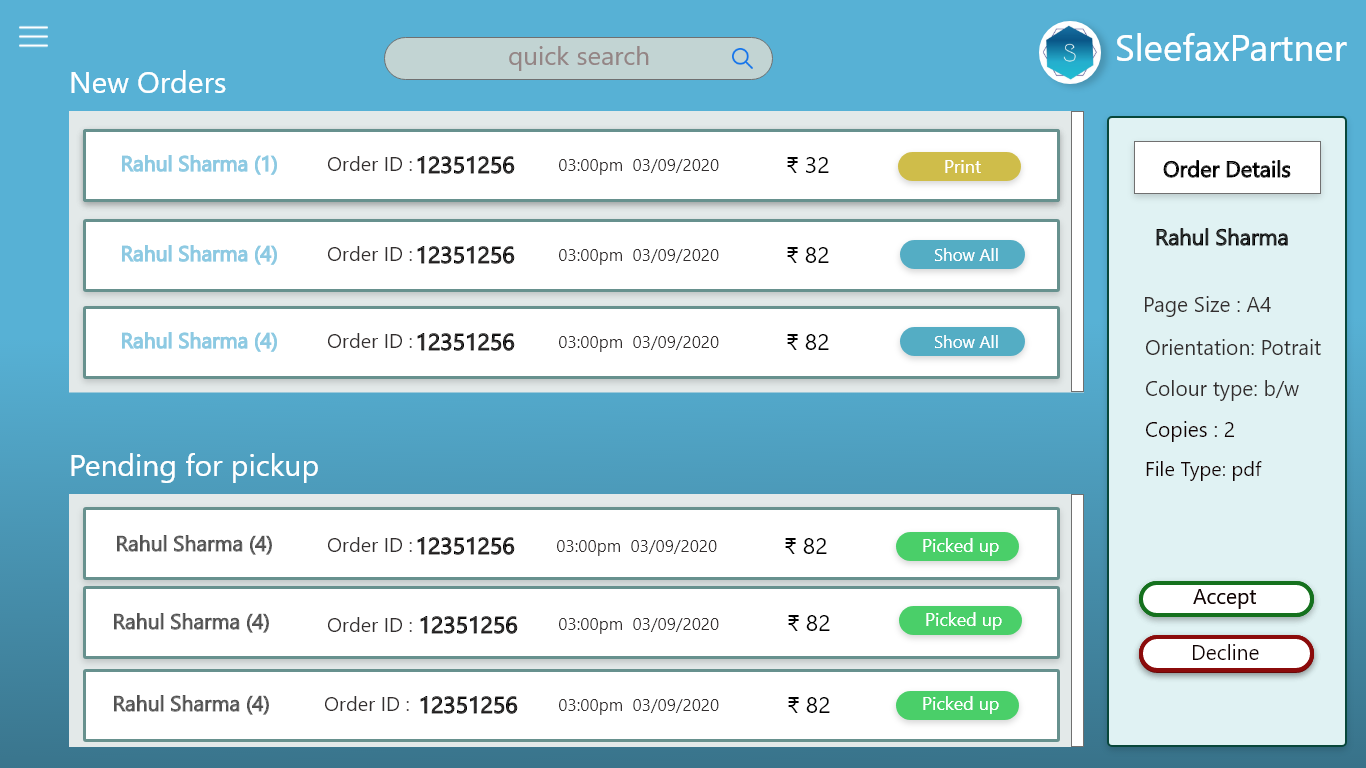 quick search
S
SleefaxPartner
New Orders
Rahul Sharma (1) Order ID : 12351256 03:00pm 03/09/2020 ₹ 32 Print
Rahul Sharma (4) Order ID : 12351256 03:00pm 03/09/2020 ₹ 82 Show All
Rahul Sharma (4) Order ID : 12351256 03:00pm 03/09/2020 ₹ 82 Show All
Pending for pickup
Rahul Sharma (4) Order ID : 12351256 03:00pm 03/09/2020 ₹ 82 Picked up
Rahul Sharma (4) Order ID : 12351256 03:00pm 03/09/2020 ₹ 82 Picked up
Rahul Sharma (4) Order ID : 12351256 03:00pm 03/09/2020 ₹ 82 Picked up
Order Details
Rahul Sharma
Page Size : A4
Orientation: Potrait
Colour type: b/w
Copies : 2
File Type: pdf
Accept
Decline